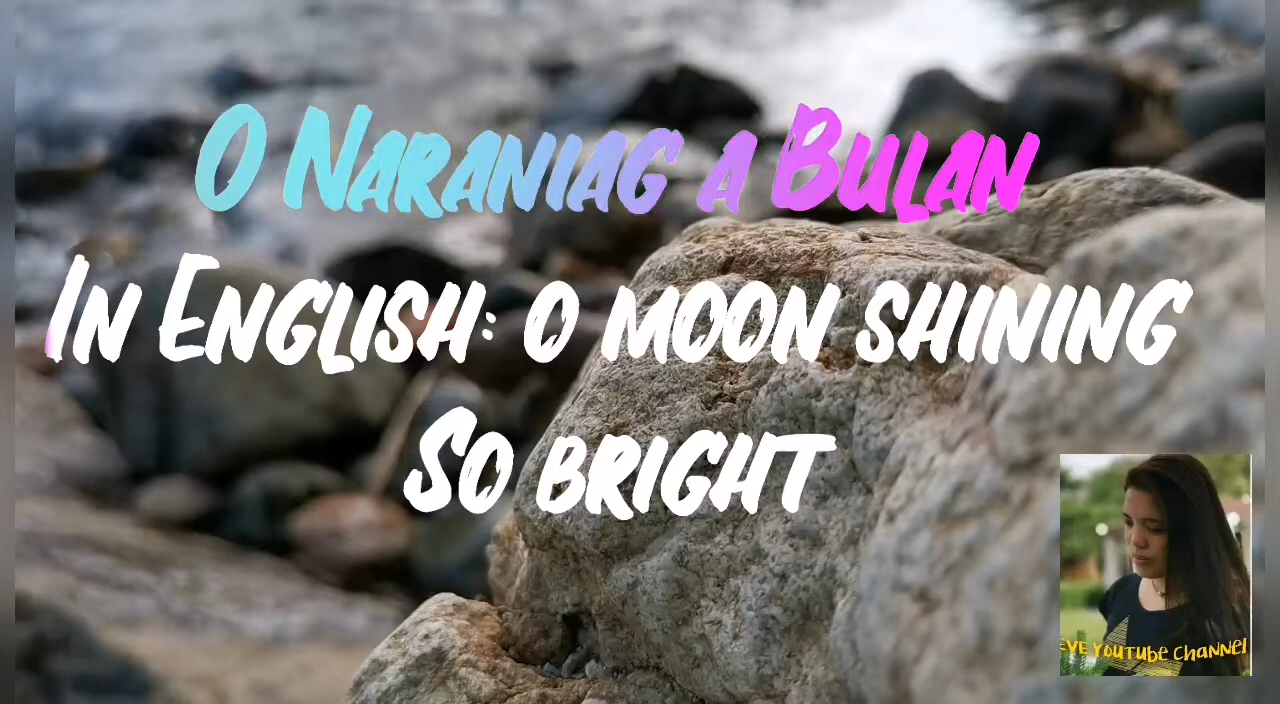 O Naraniag a Bulan
In English: O moon shining
So bright
EVE YOUTUBE CHANNEL